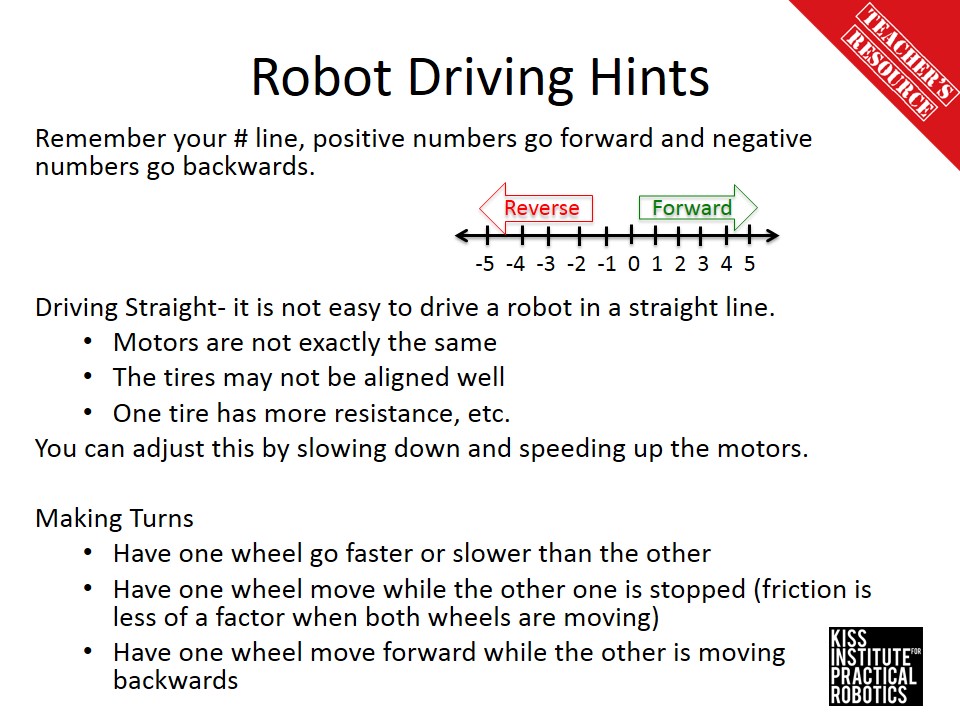 TEACHER'S
RESOURCE
Robot Driving Hints
Remember your # line, positive numbers go forward and negative
numbers go backwards.
Reverse Forward
-5 -4 -3 -2 -1 0 1 2 3 4 5
Driving Straight- it is not easy to drive a robot in a straight line.
• Motors are not exactly the same
• The tires may not be aligned well
• One tire has more resistance, etc.
You can adjust this by slowing down and speeding up the motors.
Making Turns
• Have one wheel go faster or slower than the other
• Have one wheel move while the other one is stopped (friction is
less of a factor when both wheels are moving)
• Have one wheel move forward while the other is moving
backwards
KISS
INSTITUTE FOR
PRACTICAL
ROBOTICS